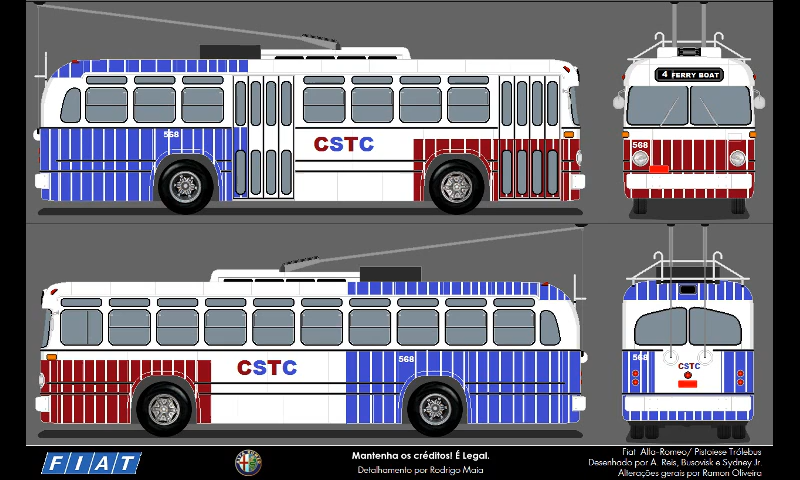 568
CSTC
4 FERRY BOAT
568
CSTC
568
568
CSTC
FIAT
Mantenha os créditos! É Legal.
Detalhamento por Rodrigo Maia
Fiat Alfa-Romeo/ Pistoiese Trólebus
Desenhado por A. Reis, Busovisk e Sydney Jr.
Alterações gerais por Ramon Oliveira